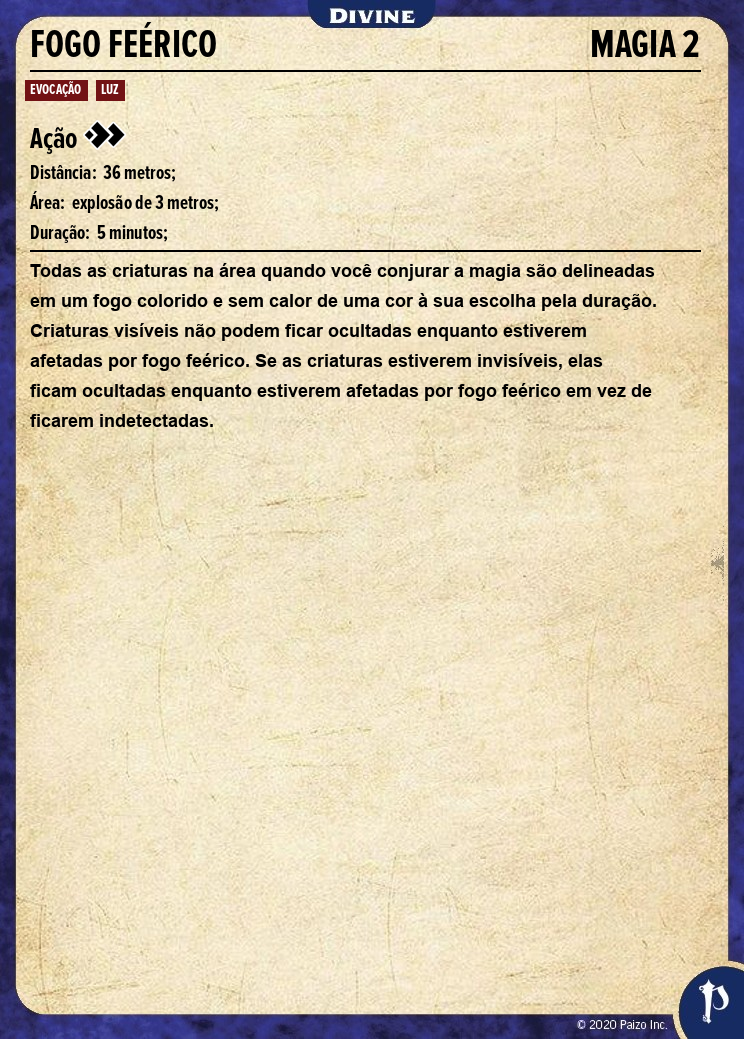 DIVINE
FOGO FEÉRICO MAGIA 2
EVOCAÇÃO LUZ
Ação
Distância: 36 metros;
Área: explosão de 3 metros;
Duração: 5 minutos;
Todas as criaturas na área quando você conjurar a magia são delineadas
em um fogo colorido e sem calor de uma cor à sua escolha pela duração.
Criaturas visíveis não podem ficar ocultadas enquanto estiverem
afetadas por fogo feérico. Se as criaturas estiverem invisíveis, elas
ficam ocultadas enquanto estiverem afetadas por fogo feérico em vez de
ficarem indetectadas.
© 2020 Paizo Inc.
P